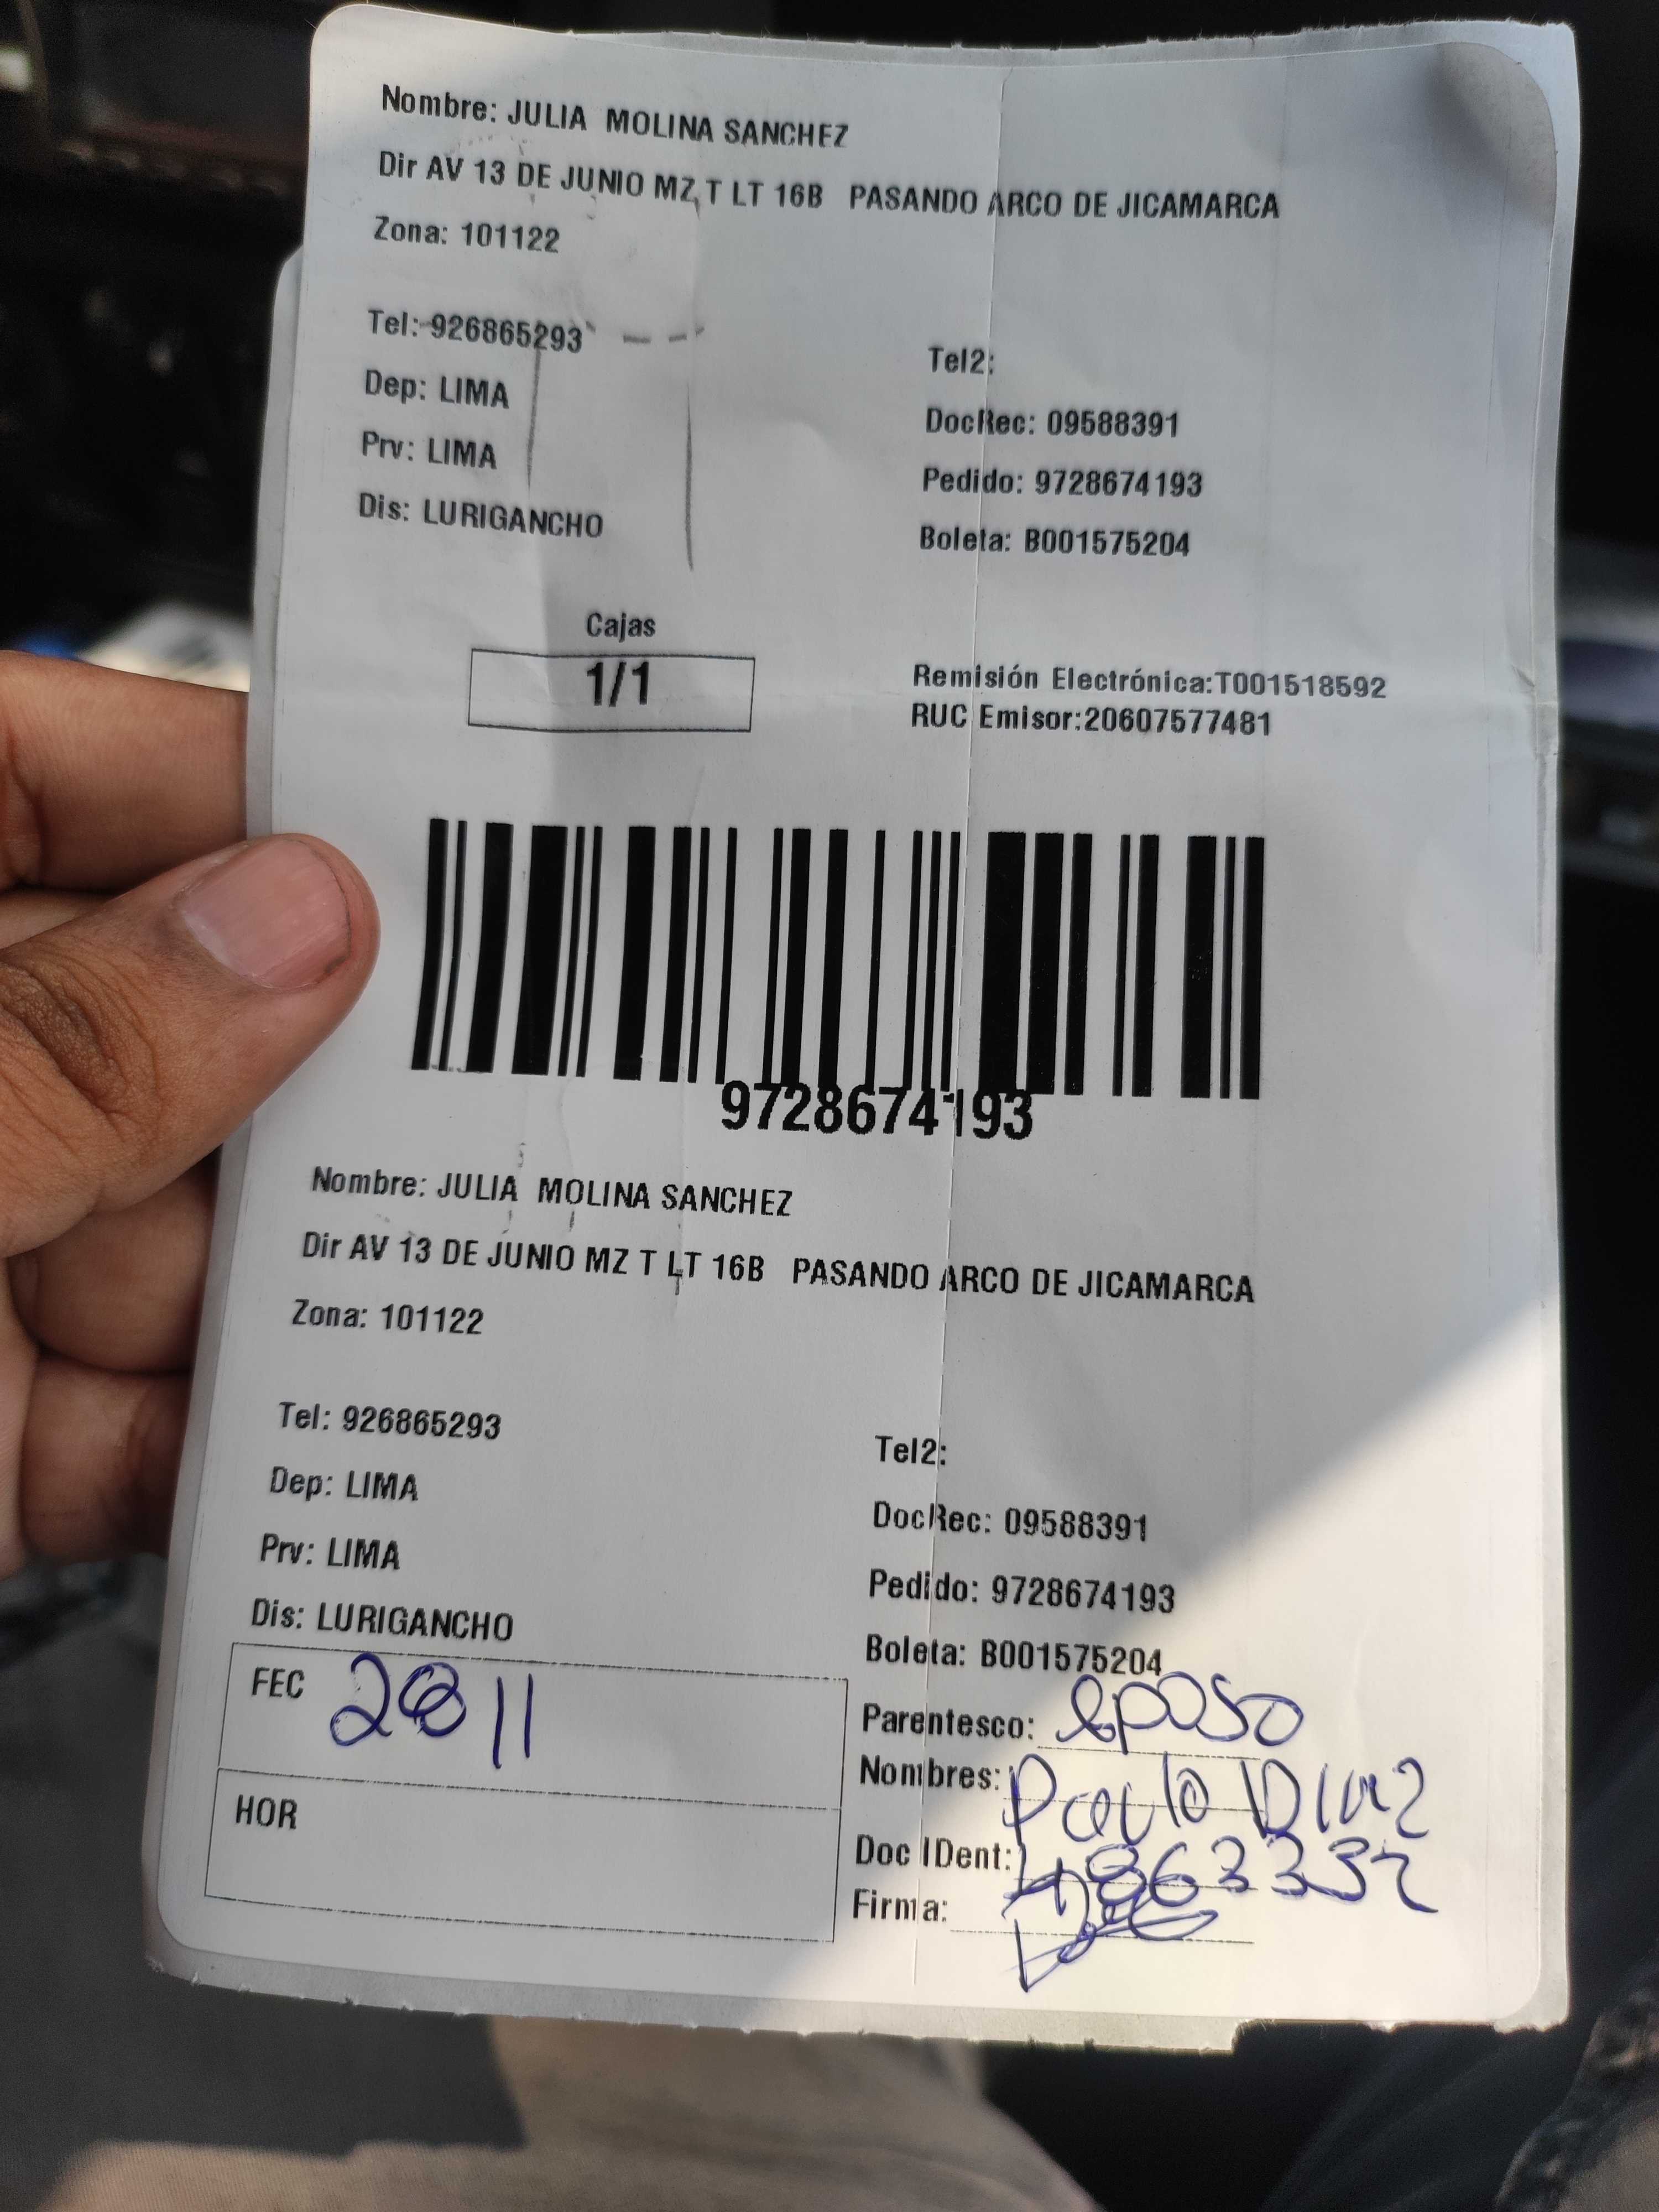 Nombre: JULIA MOLINA SANCHEZ
Dir AV 13 DE JUNIO MZ T LT 16B PASANDO ARCO DE JICAMARCA
Zona: 101122
Tel: 926865293
Tel2:
Dep: LIMA
DocRec: 09588391
Prv: LIMA
Pedido: 9728674193
Dis: LURIGANCHO
Boleta: B001575204
Cajas
1/1
Remisión Electrónica:T001518592
RUC Emisor:20607577481
9728674193
Nombre: JULIA MOLINA SANCHEZ
Dir AV 13 DE JUNIO MZ T LT 16B PASANDO ARCO DE JICAMARCA
Zona: 101122
Tel: 926865293
Tel2:
Dep: LIMA
DocRec: 09588391
Prv: LIMA
Pedido: 9728674193
Dis: LURIGANCHO
Boleta: B001575204
FEC 28 11
Parentesco: esposo
Nombres:
HOR
Doc IDent:
Firma: